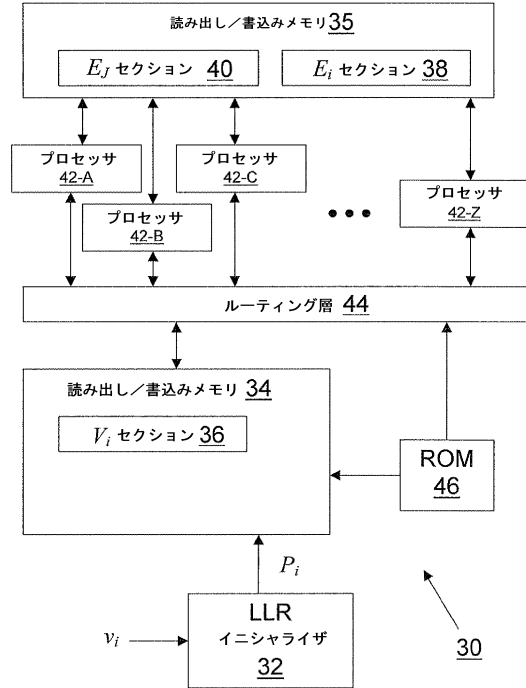 読み出し／書込みメモリ35
E_J セクション 40
E_i セクション 38
プロセッサ
42-A
プロセッサ
42-B
プロセッサ
42-C
プロセッサ
42-Z
•••
ルーティング層 44
読み出し／書込みメモリ 34
V_i セクション 36
ROM
46
P_i
LLR
イニシャライザ
32
v_i
30